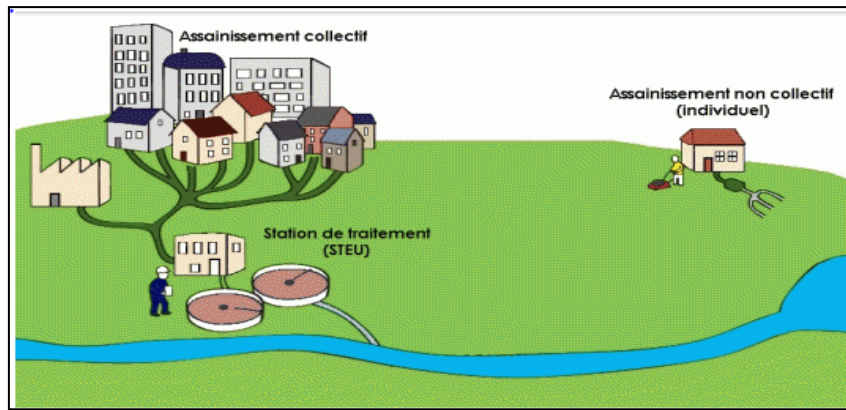 Assainissement collectif
Assainissement non collectif
(individuel)
Station de traitement
(STEU)